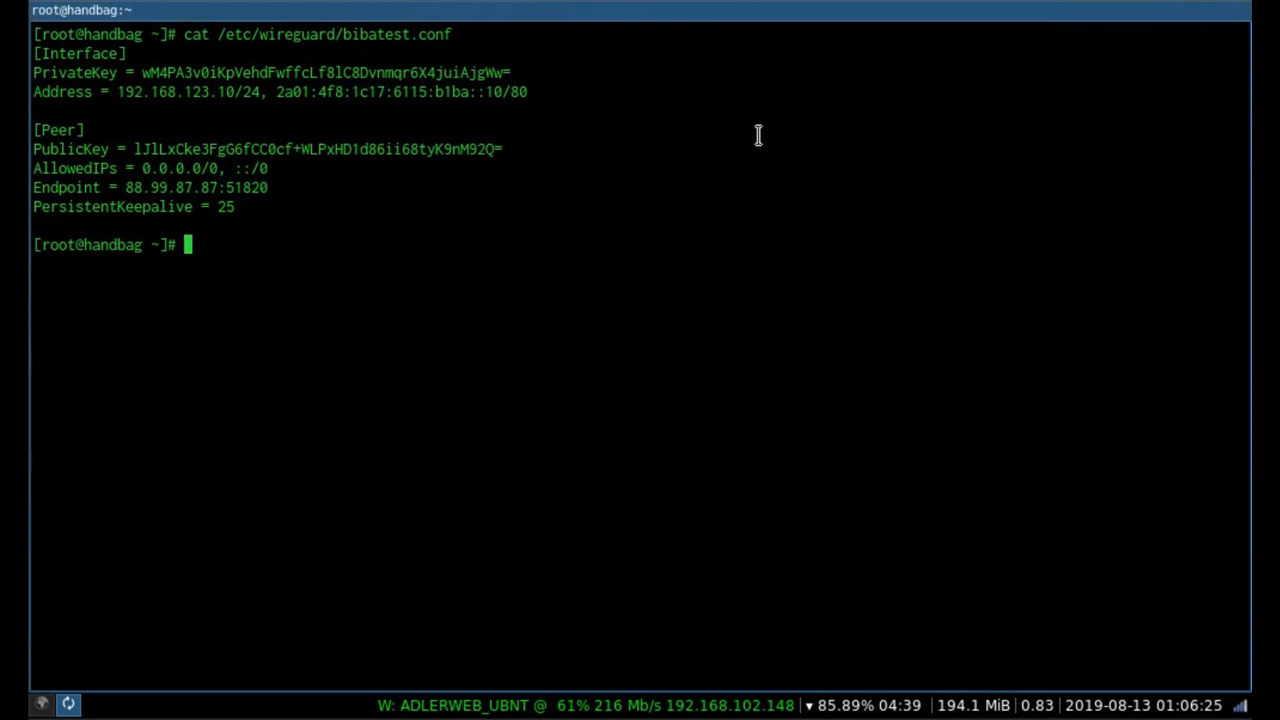 root@handbag:~
[root@handbag ~]# cat /etc/wireguard/bibatest.conf
[Interface]
PrivateKey = wM4PA3v0iKpVehdFwffcLf8lC8Dvnmqr6X4juiAjgWw=
Address = 192.168.123.10/24, 2a01:4f8:1c17:6115:b1ba::10/80
[Peer]
PublicKey = lJlLxCke3FgG6fCC0cf+WLPxHD1d86ii68tyK9nM92Q=
AllowedIPs = 0.0.0.0/0, ::/0
Endpoint = 88.99.87.87:51820
PersistentKeepalive = 25
[root@handbag ~]#
W: ADLERWEB_UBNT @ 61% 216 Mb/s 192.168.102.148 |▾ 85.89% 04:39 |194.1 MiB|0.83|2019-08-13 01:06:25